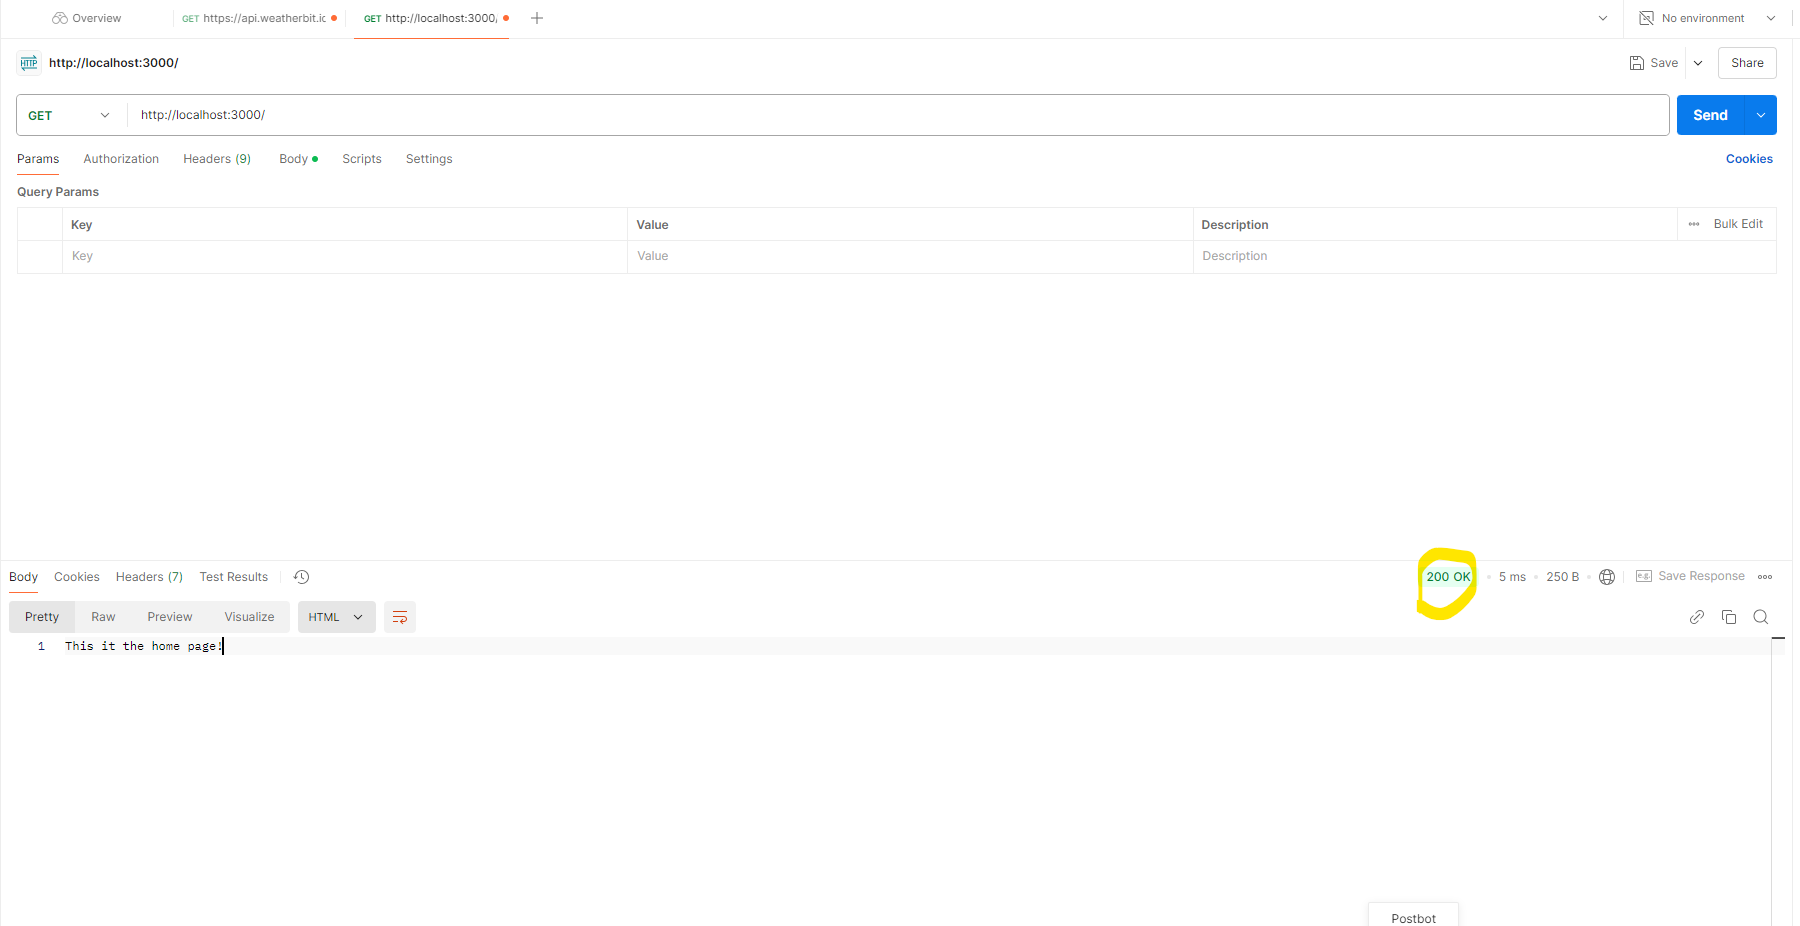 Overview
GET https://api.weatherbit.ic
GET http://localhost:3000/
No environment
HTTP http://localhost:3000/
Save
Share
GET
http://localhost:3000/
Send
Params Authorization Headers (9) Body Scripts Settings
Cookies
Query Params
Key Value Description
Bulk Edit
Key Value Description
Body Cookies Headers (7) Test Results
200 OK 5 ms 250 B
e.g. Save Response
Pretty Raw Preview Visualize HTML
1 This it the home page!
Postbot